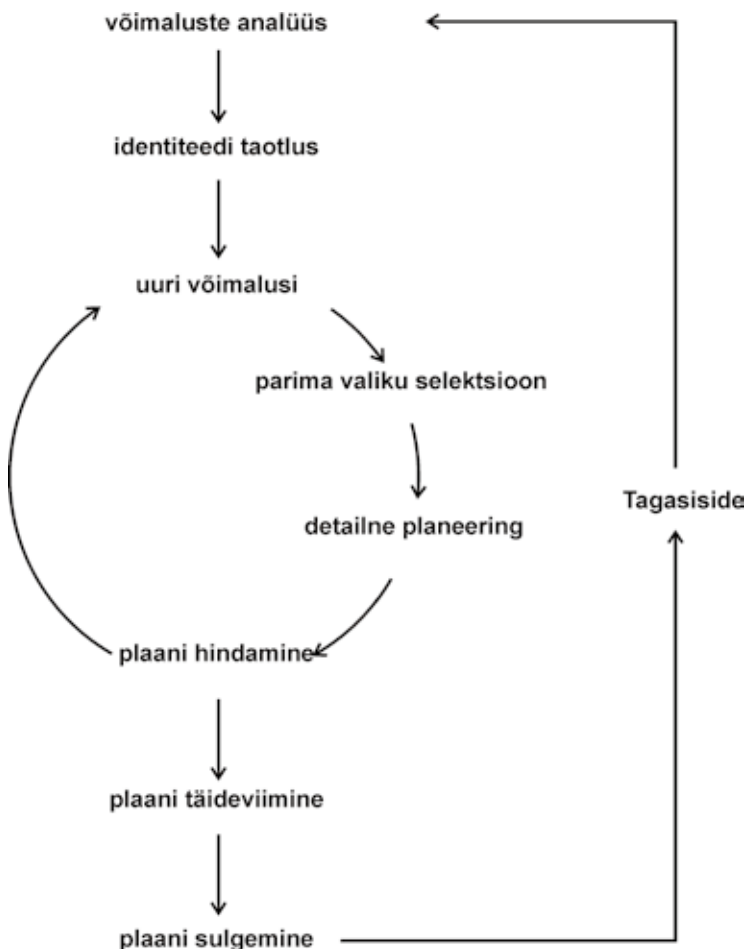 võimaluste analüüs
identiteedi taotlus
uuri võimalusi
parima valiku selektsioon
Tagasiside
detailne planeering
plaani hindamine
plaani täideviimine
plaani sulgemine